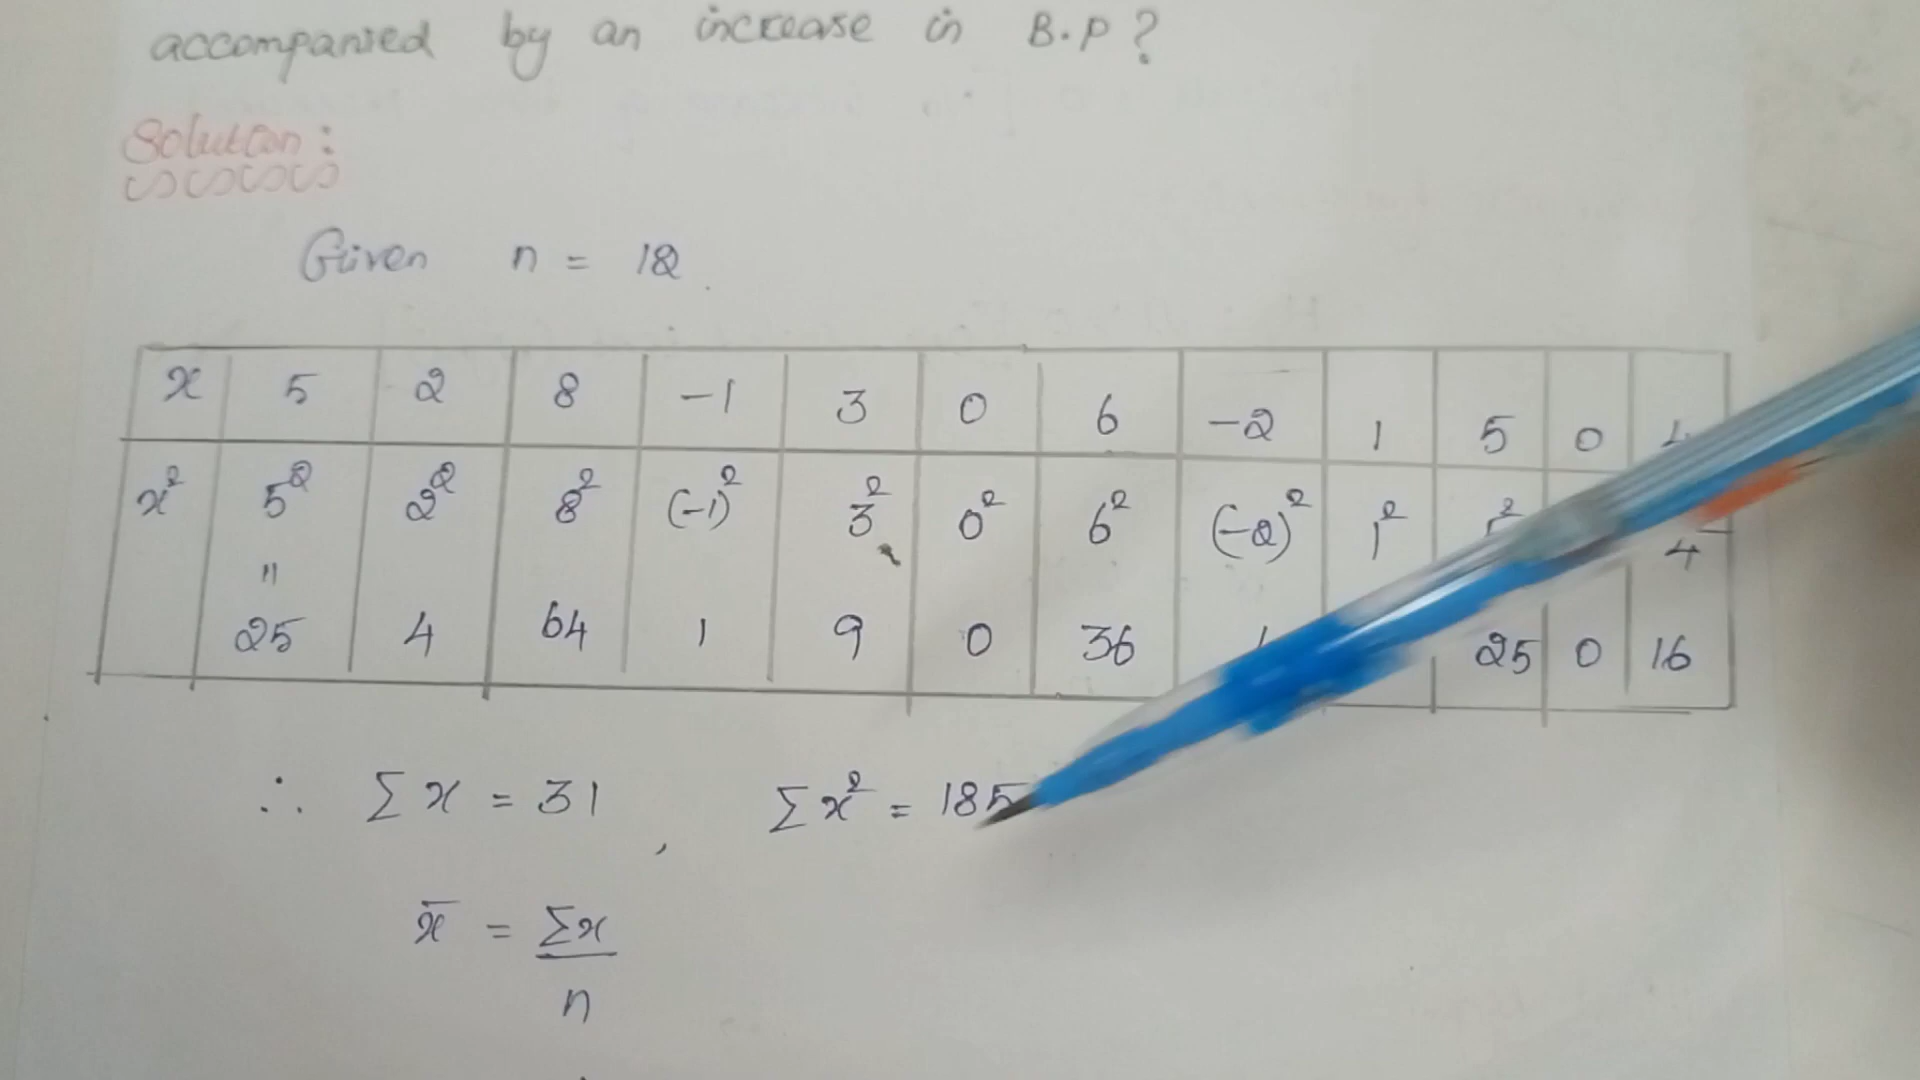 accompanied by an increase in B.P?
Solution:
Given n = 12
x 5 2 8 -1 3 0 6 -2 1 5 0
x² 5² 2² 8² (-1)² 3² 0² 6² (-2)² 1² 4
"
25 4 64 1 9 0 36 25 0 16
∴ Σx = 31, Σx² = 185
x̄ = Σx
n